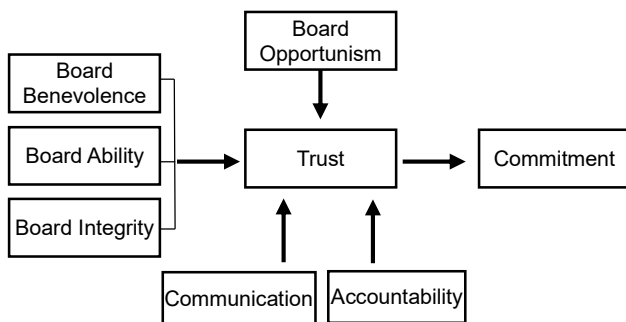 Board
Opportunism
Board
Benevolence
Board Ability
Trust
Commitment
Board Integrity
Communication
Accountability